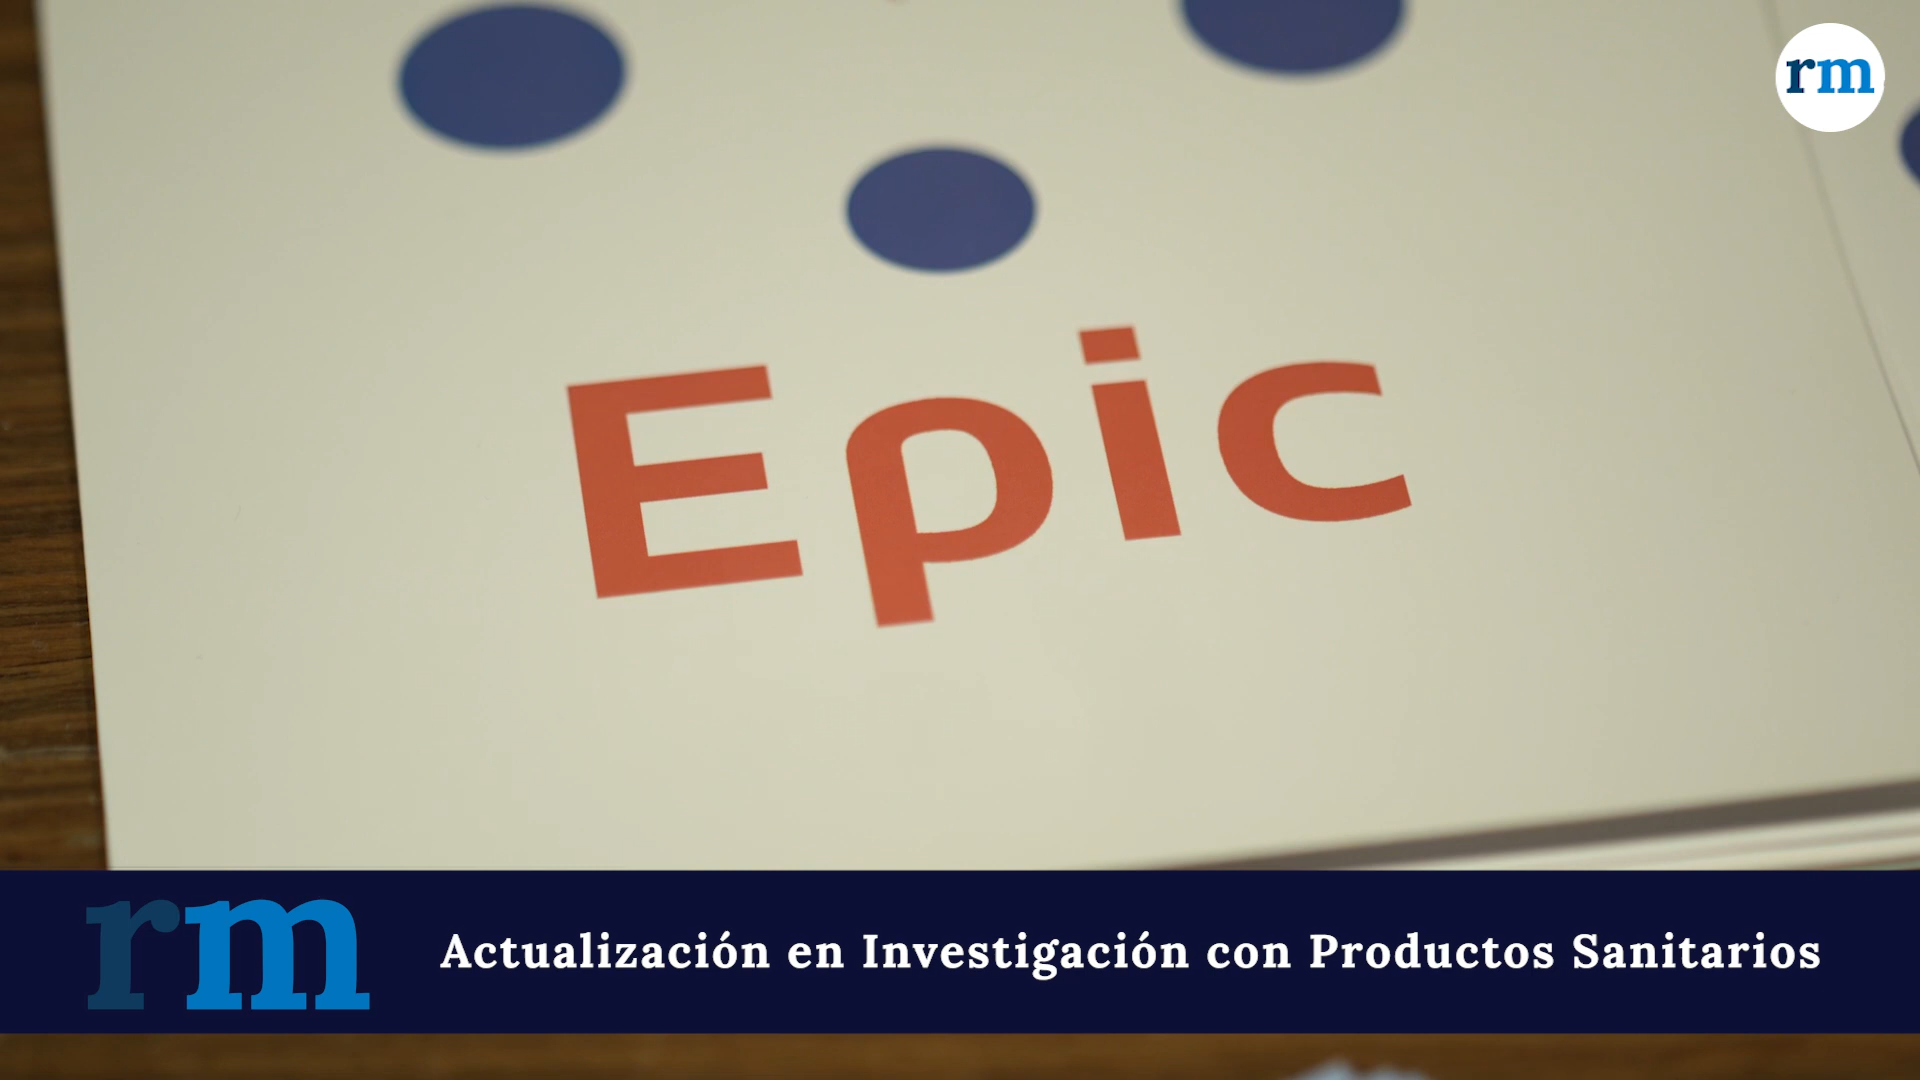 rm
Epic
rm Actualización en Investigación con Productos Sanitarios